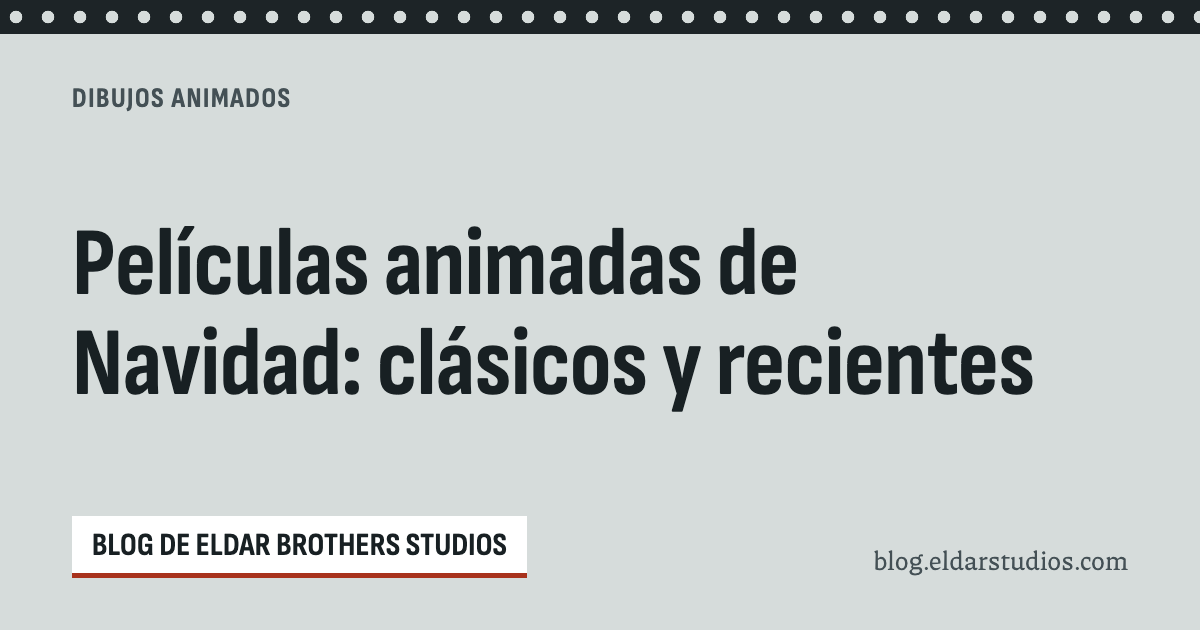 DIBUJOS ANIMADOS
Películas animadas de
Navidad: clásicos y recientes
BLOG DE ELDAR BROTHERS STUDIOS
blog.eldarstudios.com